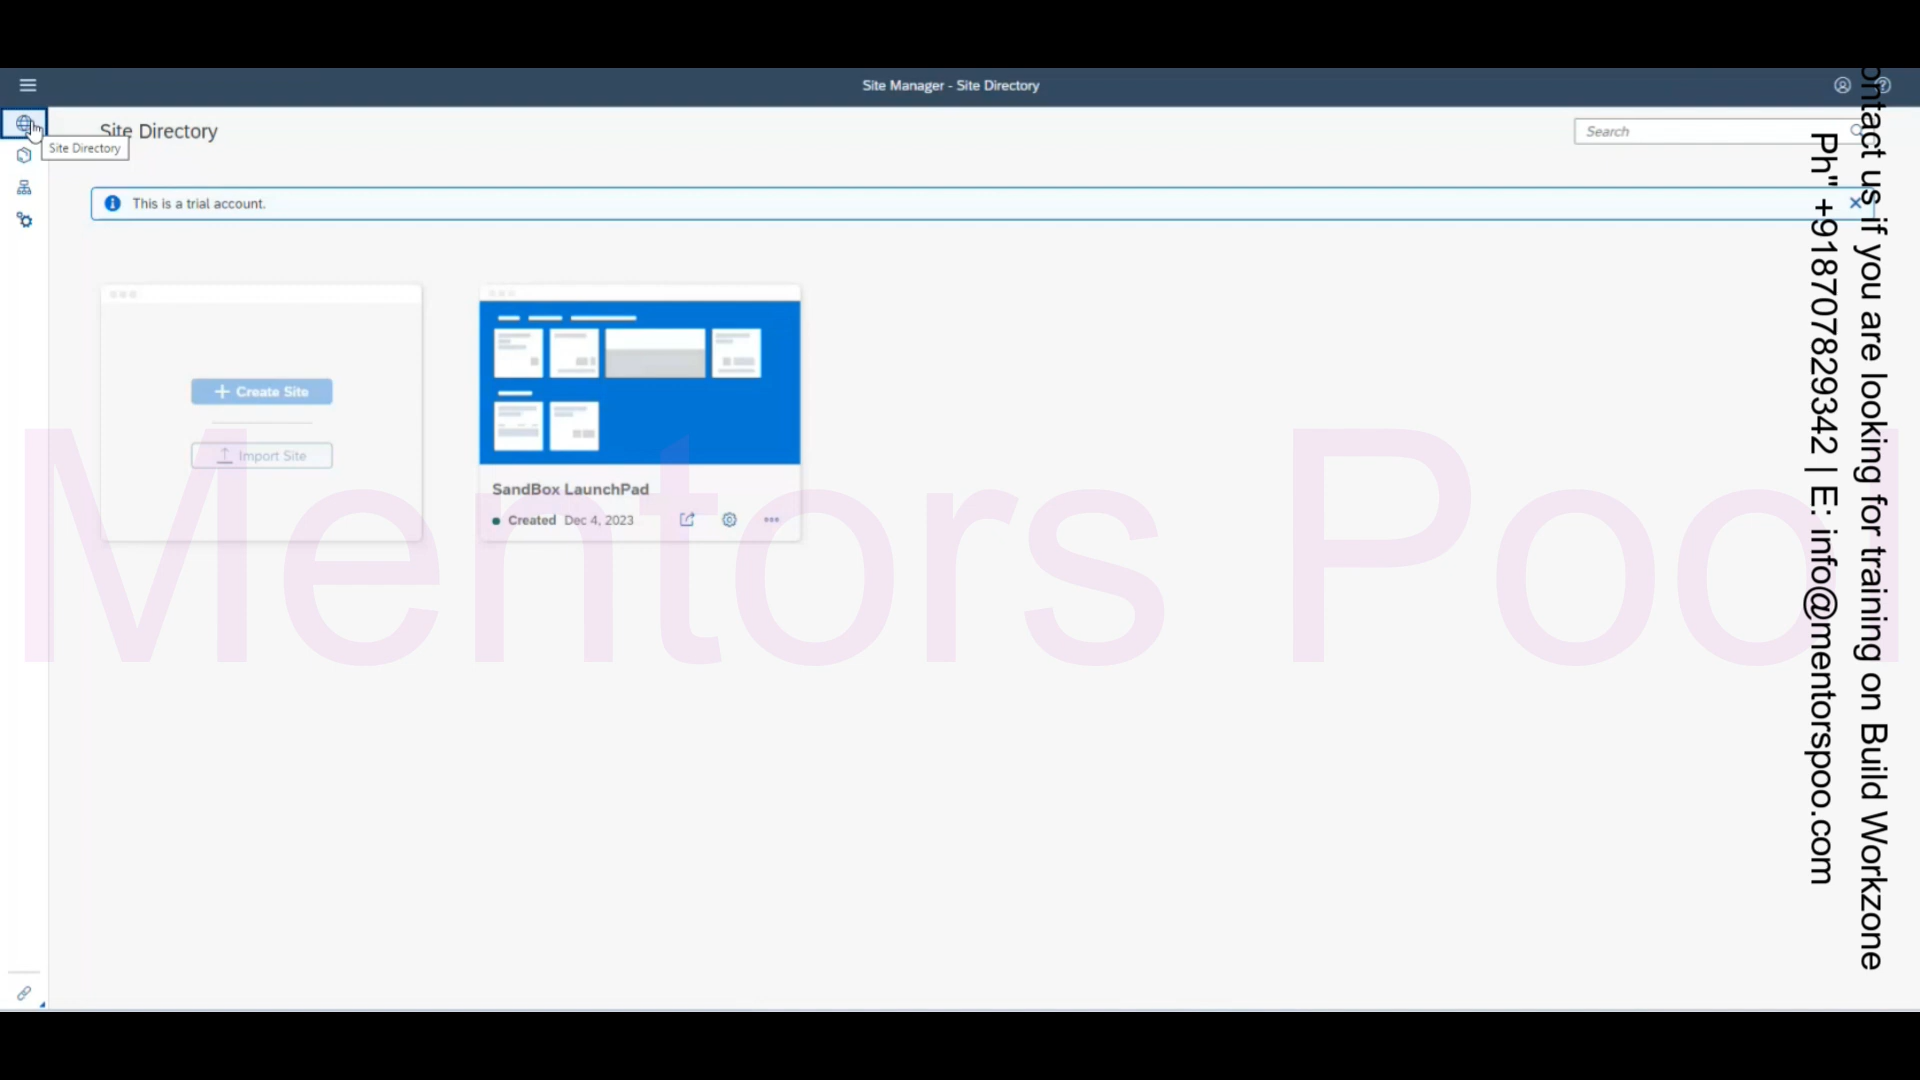 Site Manager - Site Directory
Site Directory
Search
Site Directory
This is a trial account.
Create Site
Import Site
SandBox LaunchPad
Created Dec 4, 2023
Mentors Pool
ontact us if you are looking for training on Build Workzone
Ph" +918707829342 | E: info@mentorspoo.com